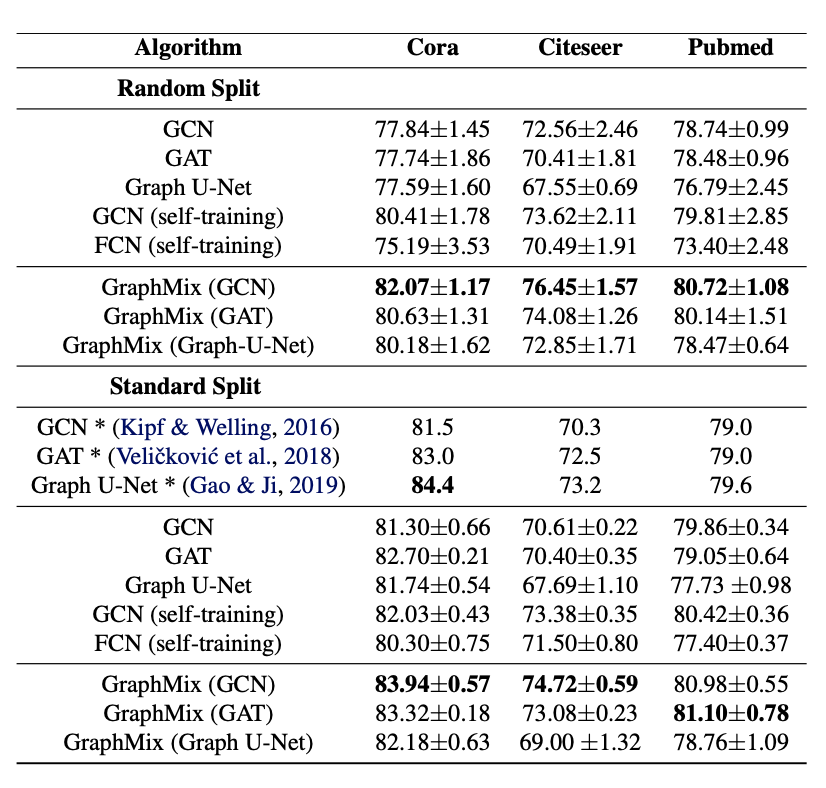 Algorithm Cora Citeseer Pubmed
Random Split
GCN 77.84±1.45 72.56±2.46 78.74±0.99
GAT 77.74±1.86 70.41±1.81 78.48±0.96
Graph U-Net 77.59±1.60 67.55±0.69 76.79±2.45
GCN (self-training) 80.41±1.78 73.62±2.11 79.81±2.85
FCN (self-training) 75.19±3.53 70.49±1.91 73.40±2.48
GraphMix (GCN) 82.07±1.17 76.45±1.57 80.72±1.08
GraphMix (GAT) 80.63±1.31 74.08±1.26 80.14±1.51
GraphMix (Graph-U-Net) 80.18±1.62 72.85±1.71 78.47±0.64
Standard Split
GCN * (Kipf & Welling, 2016) 81.5 70.3 79.0
GAT * (Veličković et al., 2018) 83.0 72.5 79.0
Graph U-Net * (Gao & Ji, 2019) 84.4 73.2 79.6
GCN 81.30±0.66 70.61±0.22 79.86±0.34
GAT 82.70±0.21 70.40±0.35 79.05±0.64
Graph U-Net 81.74±0.54 67.69±1.10 77.73 ±0.98
GCN (self-training) 82.03±0.43 73.38±0.35 80.42±0.36
FCN (self-training) 80.30±0.75 71.50±0.80 77.40±0.37
GraphMix (GCN) 83.94±0.57 74.72±0.59 80.98±0.55
GraphMix (GAT) 83.32±0.18 73.08±0.23 81.10±0.78
GraphMix (Graph U-Net) 82.18±0.63 69.00 ±1.32 78.76±1.09